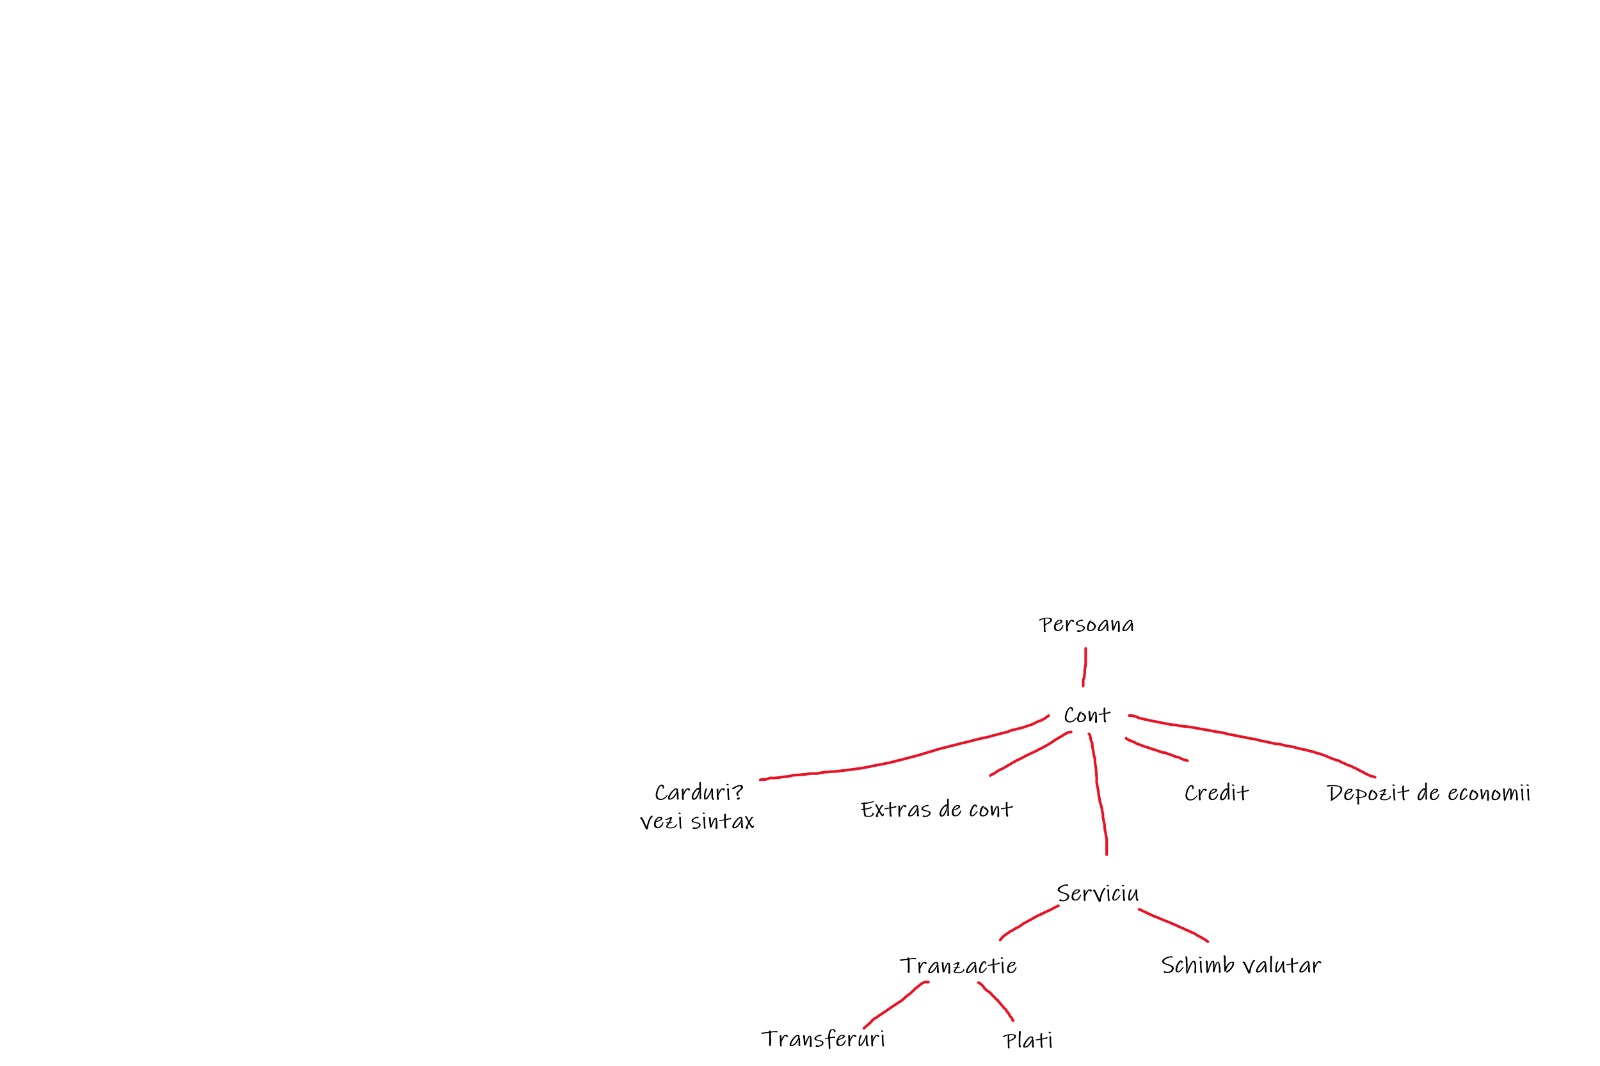 Persoana
Cont
Carduri?
vezi sintax
Extras de cont
Credit
Depozit de economii
Serviciu
Tranzactie
Schimb valutar
Transferuri
Plati